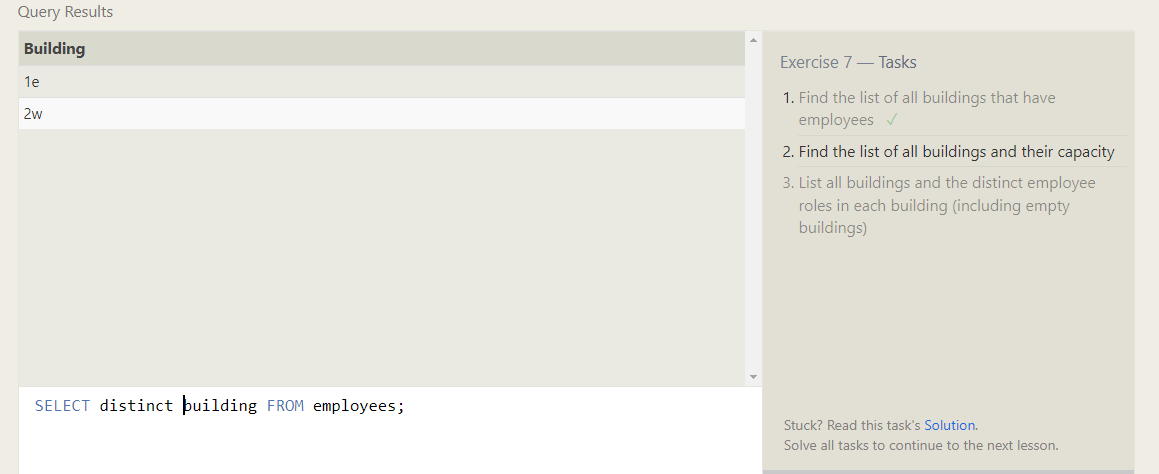 Query Results
Building
1e
2w
SELECT distinct building FROM employees;
Exercise 7 — Tasks
1. Find the list of all buildings that have
employees ✓
2. Find the list of all buildings and their capacity
3. List all buildings and the distinct employee
roles in each building (including empty
buildings)
Stuck? Read this task's Solution.
Solve all tasks to continue to the next lesson.